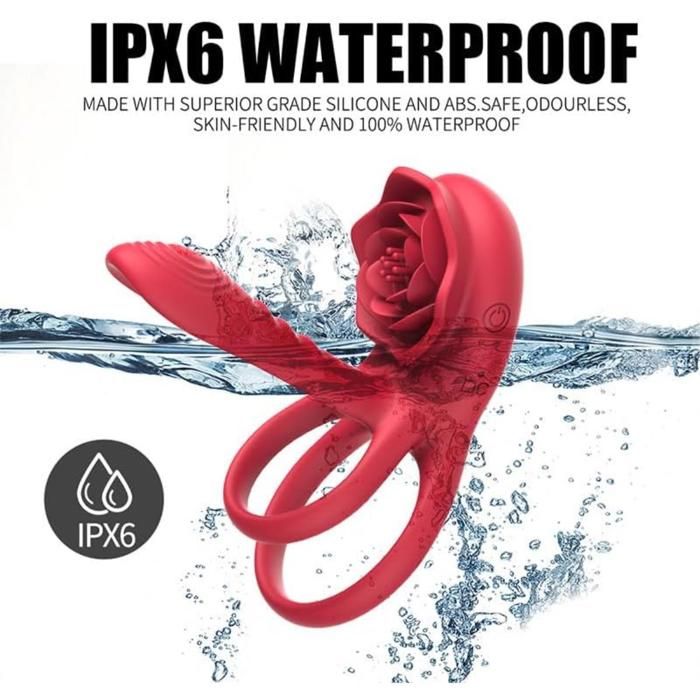 IPX6 WATERPROOF
MADE WITH SUPERIOR GRADE SILICONE AND ABS.SAFE,ODOURLESS,
SKIN-FRIENDLY AND 100% WATERPROOF
IPX6